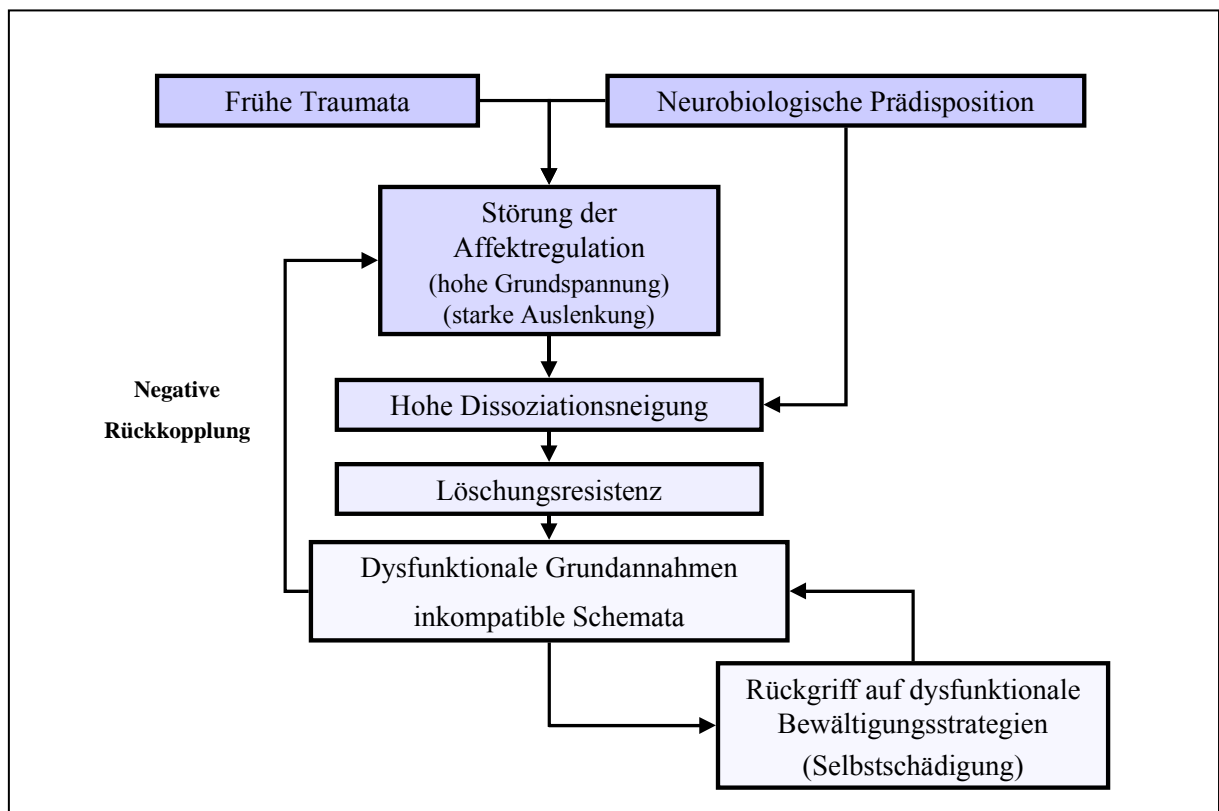 Frühe Traumata
Neurobiologische Prädisposition
Störung der
Affektregulation
(hohe Grundspannung)
(starke Auslenkung)
Hohe Dissoziationsneigung
Negative
Rückkopplung
Löschungsresistenz
Dysfunktionale Grundannahmen
inkompatible Schemata
Rückgriff auf dysfunktionale
Bewältigungsstrategien
(Selbstschädigung)